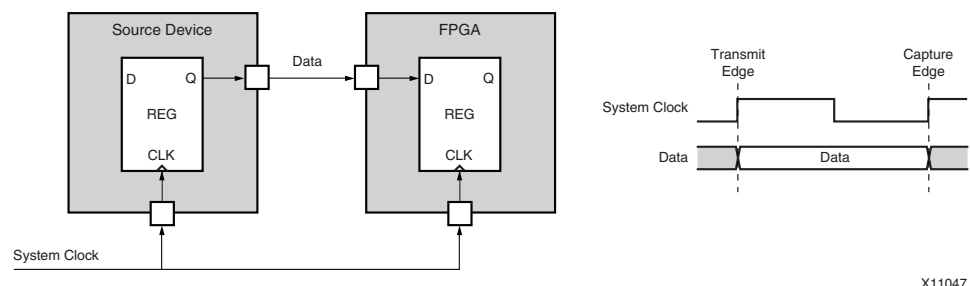 Source Device
FPGA
D
Q
REG
CLK
Data
D
Q
REG
CLK
System Clock
Transmit
Edge
Capture
Edge
System Clock
Data
Data
X11047